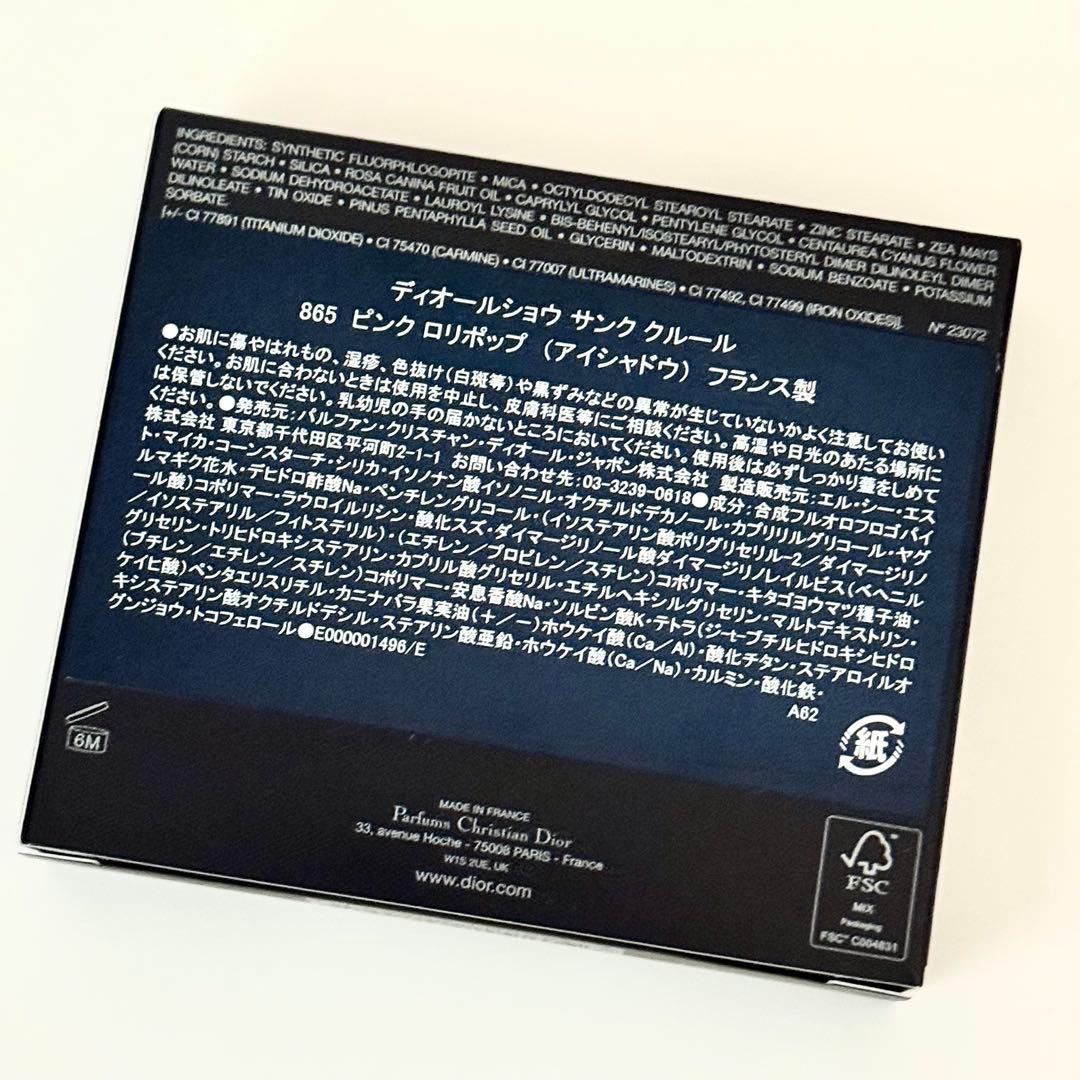 INGREDIENTS: SYNTHETIC FLUORPHLOGOPITE • MICA • OCTYLDODECYL STEAROYL STEARATE • ZINC STEARATE • ZEA MAYS
(CORN) STARCH • SILICA • ROSA CANINA FRUIT OIL • CAPRYLYL GLYCOL • PENTYLENE GLYCOL • CENTAUREA CYANUS FLOWER
WATER • SODIUM DEHYDROACETATE • LAUROYL LYSINE • BIS-BEHENYL/ISOSTEARYL/PHYTOSTERYL DIMER DILINOLEYL DIMER
DILINOLEATE • TIN OXIDE • PINUS PENTAPHYLLA SEED OIL • GLYCERIN • MALTODEXTRIN • SODIUM BENZOATE • POTASSIUM
SORBATE.
[+/- CI 77891 (TITANIUM DIOXIDE) • CI 75470 (CARMINE) • CI 77007 (ULTRAMARINES) • CI 77492, CI 77499 (IRON OXIDES)]. N° 23072
ディオールショウ サンク クルール
865 ピンク ロリポップ (アイシャドウ) フランス製
●お肌に傷やはれもの、湿疹、色抜け(白斑等)や黒ずみなどの異常が生じていないかよく注意してお使い
ください。お肌に合わないときは使用を中止し、皮膚科医等にご相談ください。高温や日光のあたる場所に
は保管しないでください。乳幼児の手の届かないところにおいてください。使用後は必ずしっかり蓋をしめて
ください。●発売元:パルファン・クリスチャン・ディオール・ジャポン株式会社 製造販売元:エル・シー・エス
株式会社 東京都千代田区平河町2-1-1 お問い合わせ先:03-3239-0618●成分:合成フルオロフロゴパイ
ト・マイカ・コーンスターチ・シリカ・イソノナン酸イソノニル・オクチルドデカノール・カプリリルグリコール・ヤグ
ルマギク花水・デヒドロ酢酸Na・ペンチレングリコール・(イソステアリン酸ポリグリセリル-2/ダイマージリノ
ール酸)コポリマー・ラウロイルリシン・酸化スズ・ダイマージリノール酸ダイマージリノレイルビス(ベヘニル
/イソステアリル/フィトステリル)・(エチレン/プロピレン/スチレン)コポリマー・キタゴヨウマツ種子油・
グリセリン・トリヒドロキシステアリン・カプリル酸グリセリル・エチルヘキシルグリセリン・マルトデキストリン・
(ブチレン/エチレン/スチレン)コポリマー・安息香酸Na・ソルビン酸K・テトラ(ジ-t-ブチルヒドロキシヒドロ
ケイヒ酸)ペンタエリスリチル・カニナバラ果実油(+/-)ホウケイ酸(Ca/Al)・酸化チタン・ステアロイルオ
キシステアリン酸オクチルドデシル・ステアリン酸亜鉛・ホウケイ酸(Ca/Na)・カルミン・酸化鉄・
グンジョウ・トコフェロール●E000001496/E
A62
紙
6M
MADE IN FRANCE
Parfums Christian Dior
33, avenue Hoche - 75008 PARIS - France
W1S 2UE, UK
www.dior.com
FSC
MIX
Packaging
FSC™ C004831